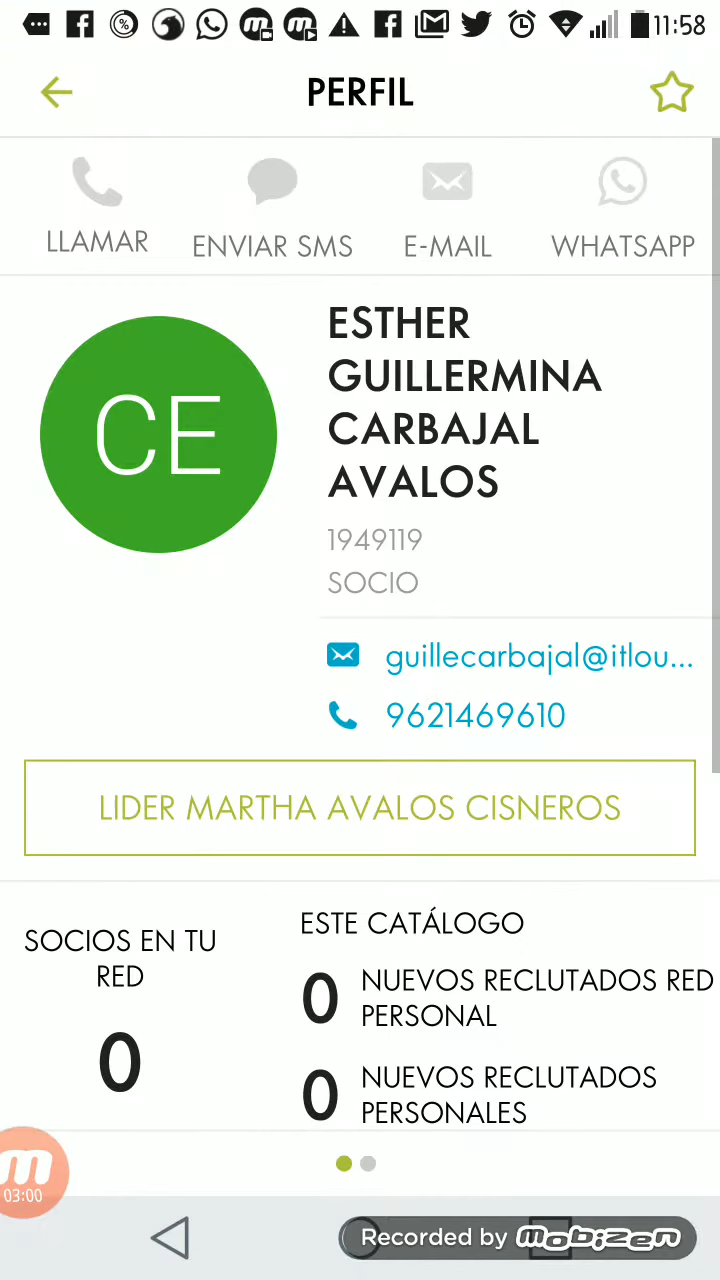 11:58
PERFIL
LLAMAR
ENVIAR SMS
E-MAIL
WHATSAPP
CE
ESTHER
GUILLERMINA
CARBAJAL
AVALOS
1949119
SOCIO
guillecarbajal@itlou...
9621469610
LIDER MARTHA AVALOS CISNEROS
SOCIOS EN TU
RED
0
ESTE CATÁLOGO
0 NUEVOS RECLUTADOS RED
PERSONAL
0 NUEVOS RECLUTADOS
PERSONALES
m
03:00
Recorded by mobizen